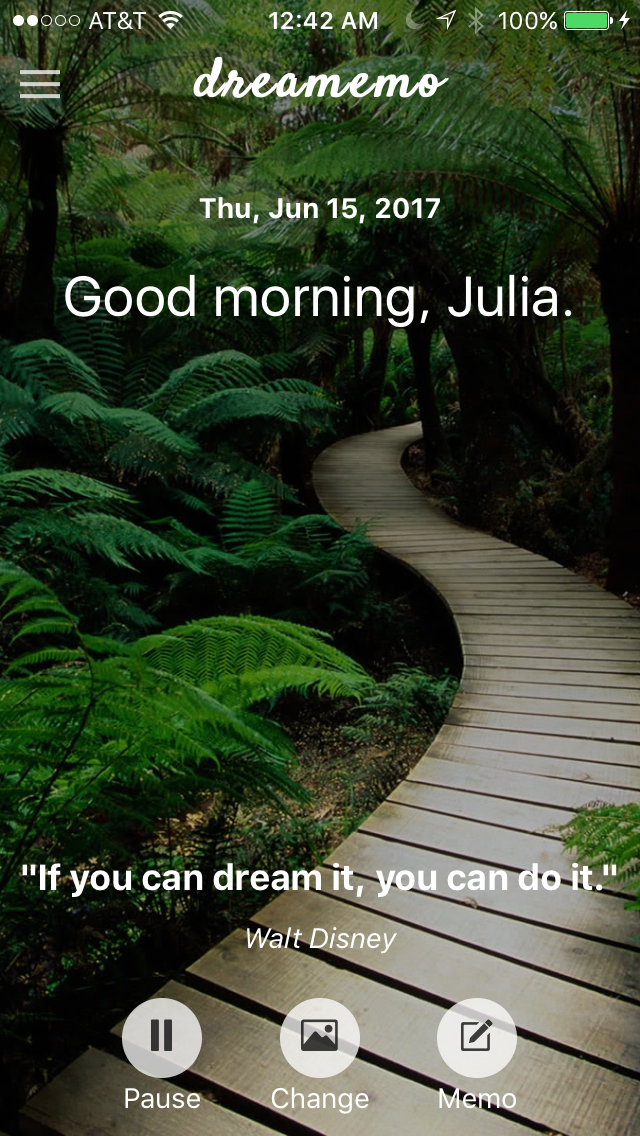 AT&T 12:42 AM 100%
dreamemo
Thu, Jun 15, 2017
Good morning, Julia.
"If you can dream it, you can do it."
Walt Disney
Pause Change Memo